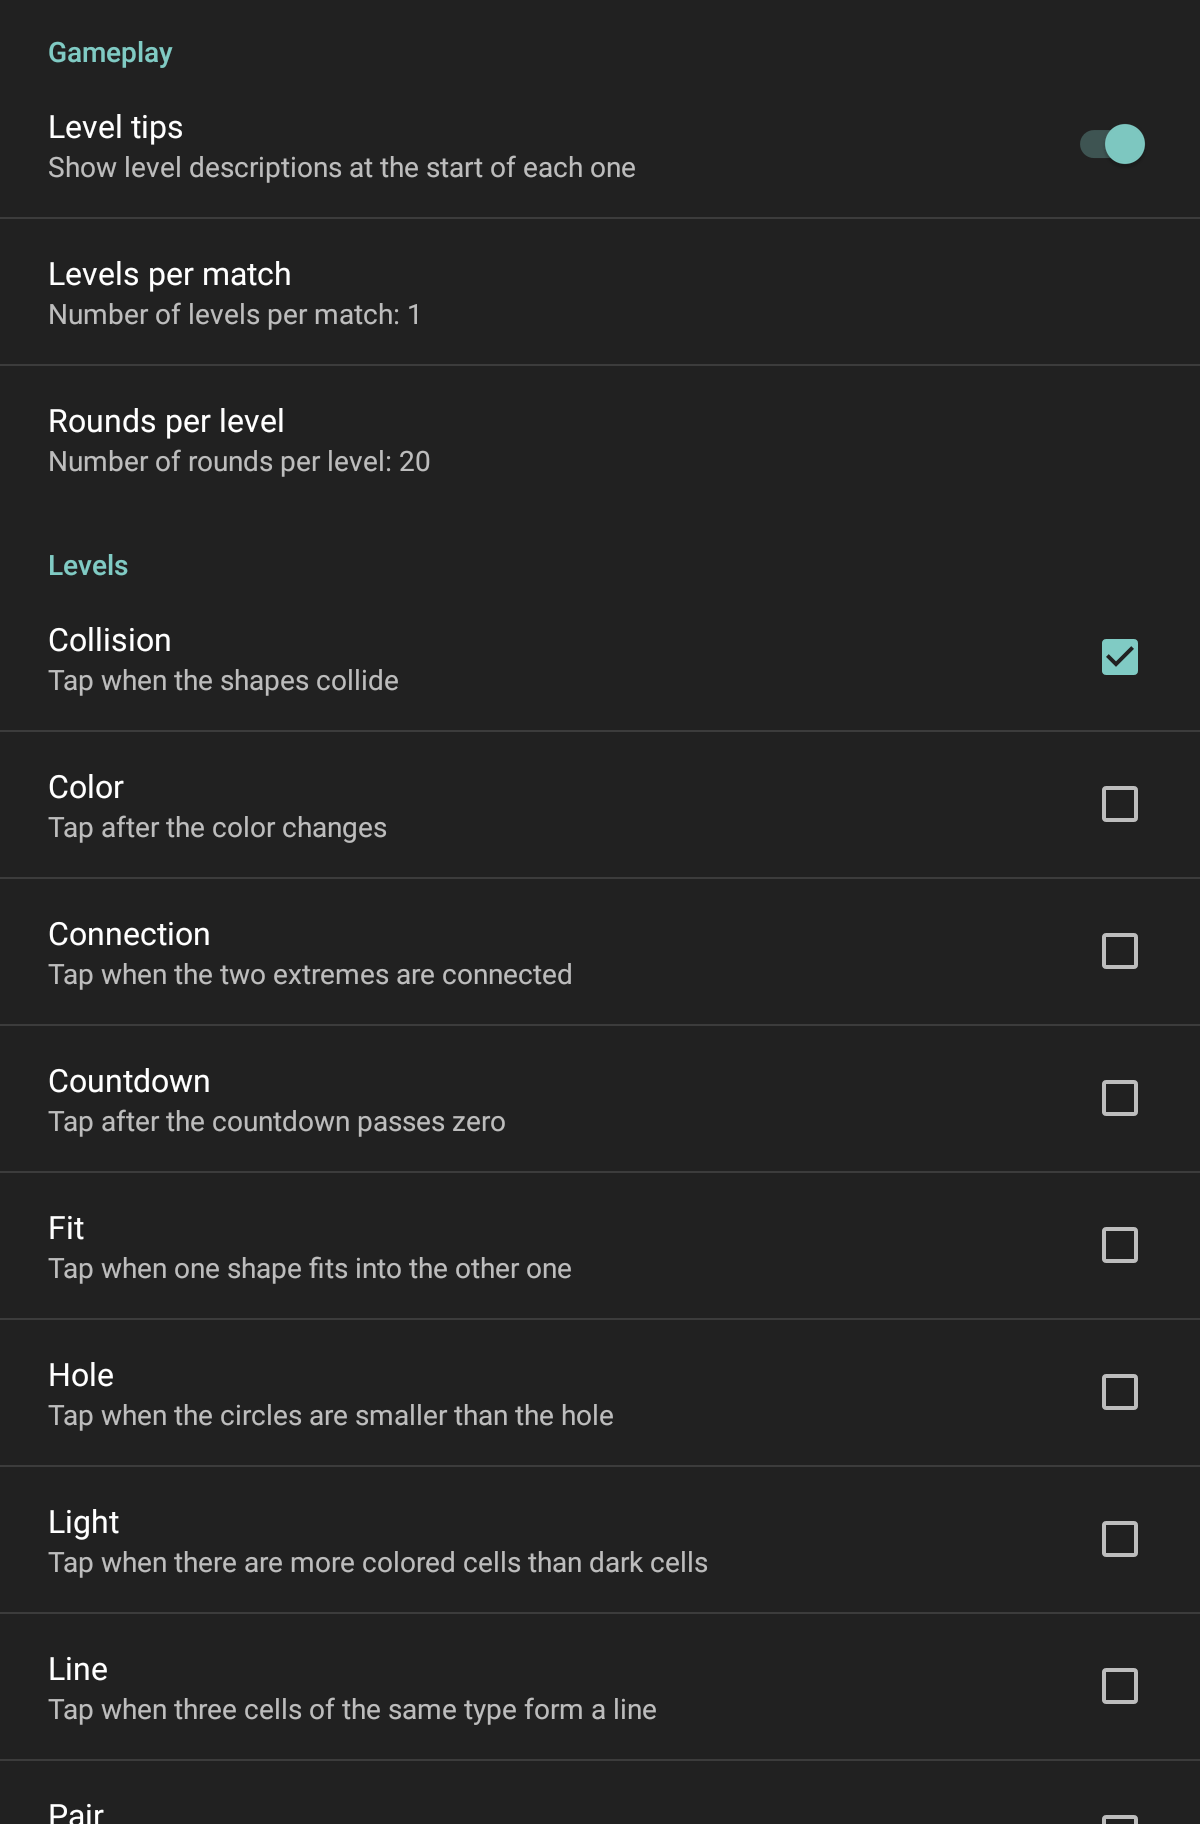 Gameplay
Level tips
Show level descriptions at the start of each one
Levels per match
Number of levels per match: 1
Rounds per level
Number of rounds per level: 20
Levels
Collision
Tap when the shapes collide
Color
Tap after the color changes
Connection
Tap when the two extremes are connected
Countdown
Tap after the countdown passes zero
Fit
Tap when one shape fits into the other one
Hole
Tap when the circles are smaller than the hole
Light
Tap when there are more colored cells than dark cells
Line
Tap when three cells of the same type form a line
Pair